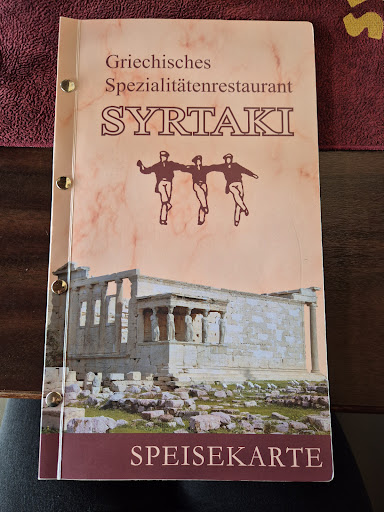 Griechisches
Spezialitätenrestaurant
SYRTAKI
SPEISEKARTE